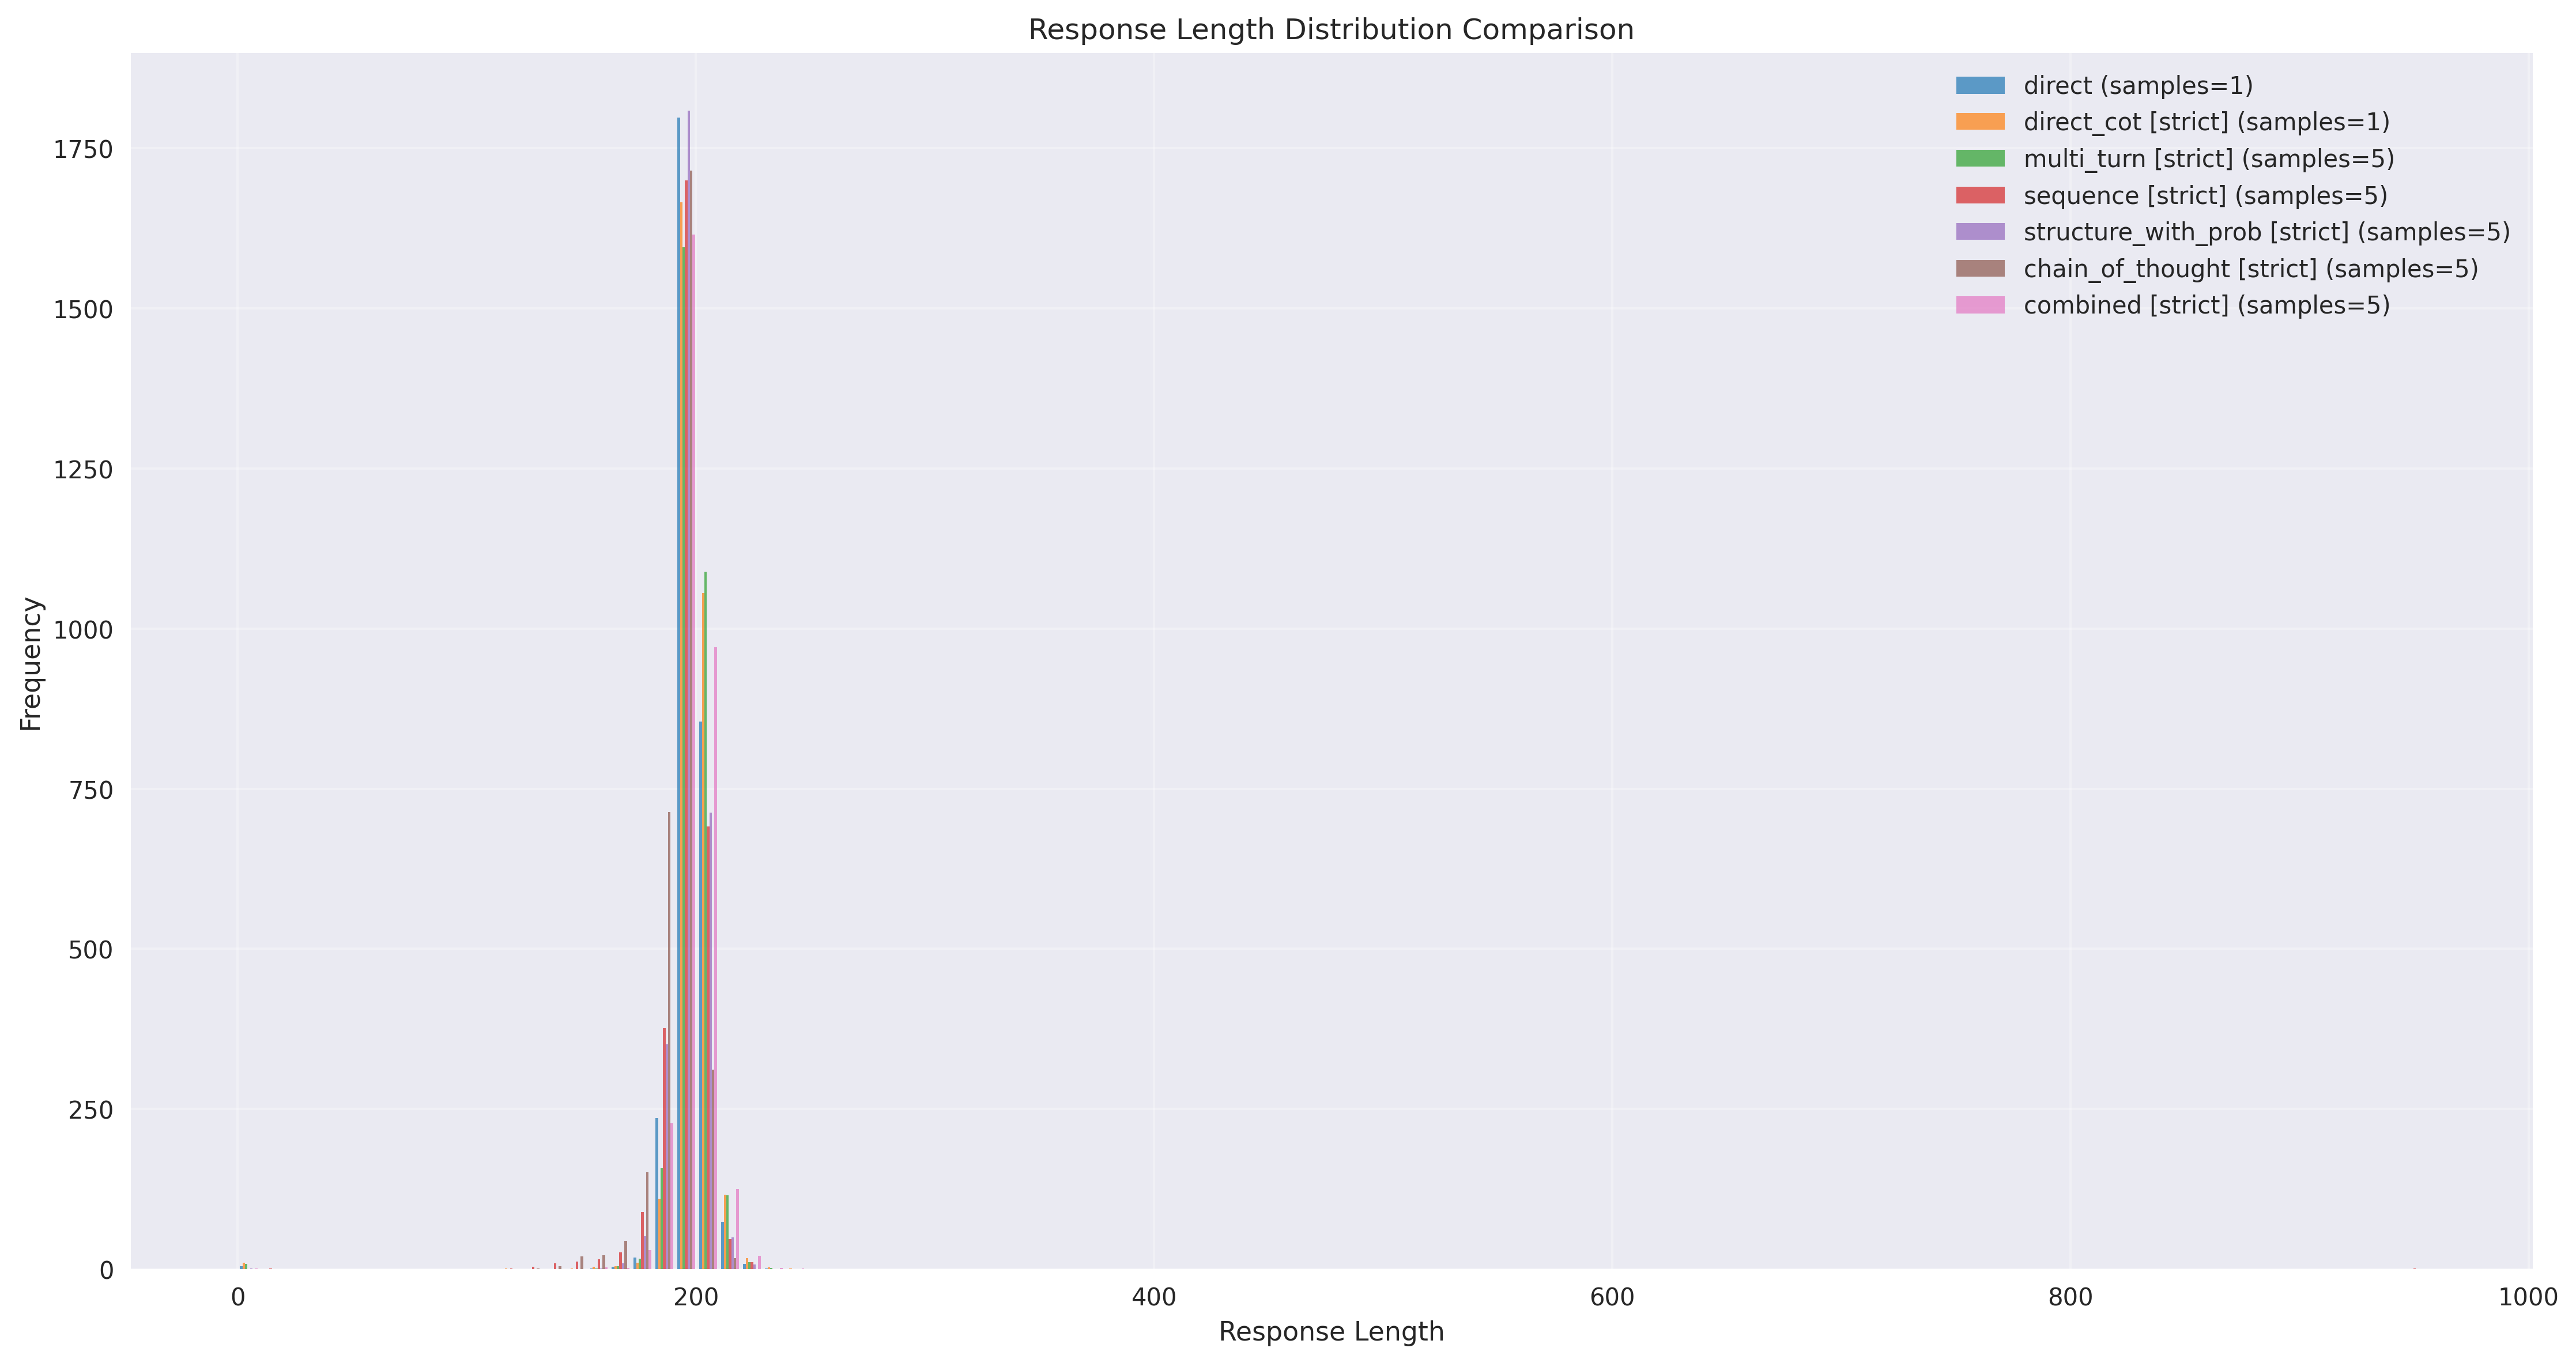 Response Length Distribution Comparison
direct (samples=1)
direct_cot [strict] (samples=1)
multi_turn [strict] (samples=5)
sequence [strict] (samples=5)
structure_with_prob [strict] (samples=5)
chain_of_thought [strict] (samples=5)
combined [strict] (samples=5)
Frequency
1750
1500
1250
1000
750
500
250
0
0 200 400 600 800 1000
Response Length